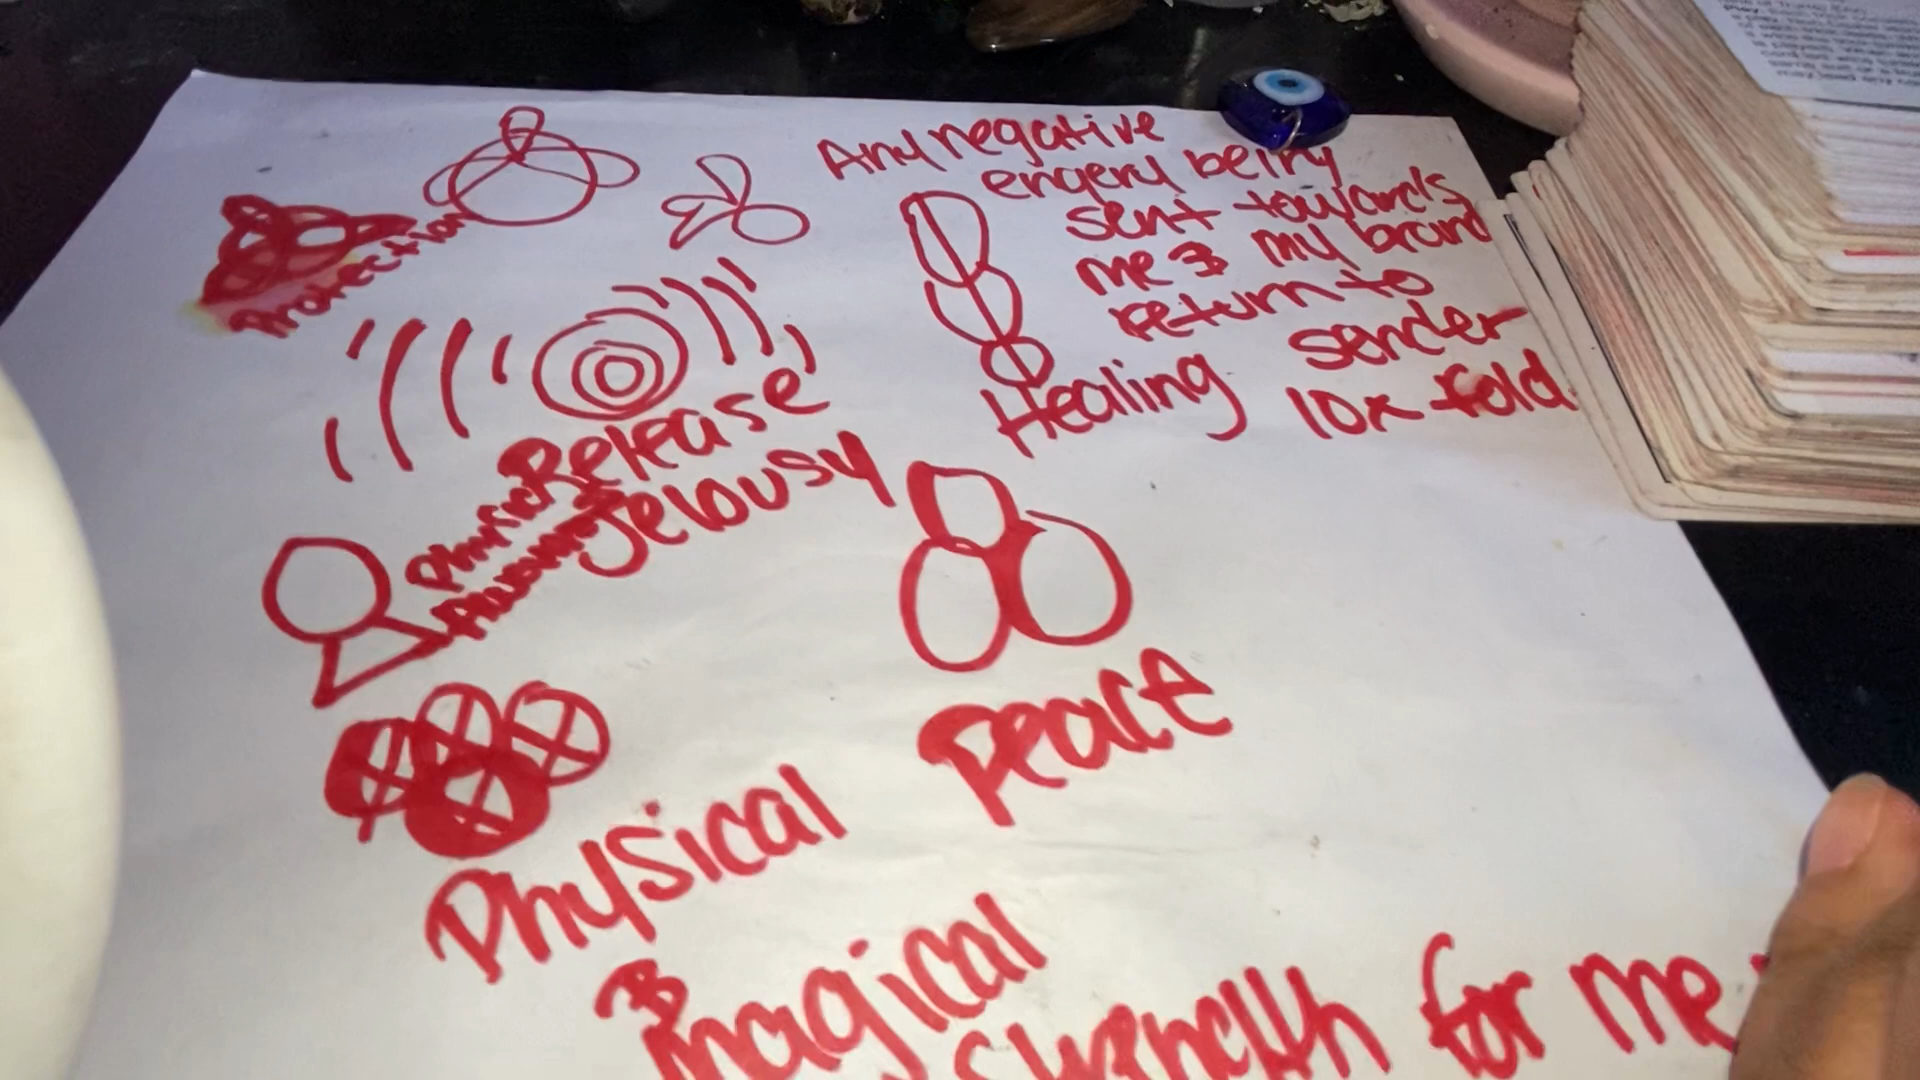 Protection
Any negative
engery being
sent towards
me & my brand
return to
sender
10x fold
Healing
Release
Jelousy
Peace
Physical
& magical
strength for me